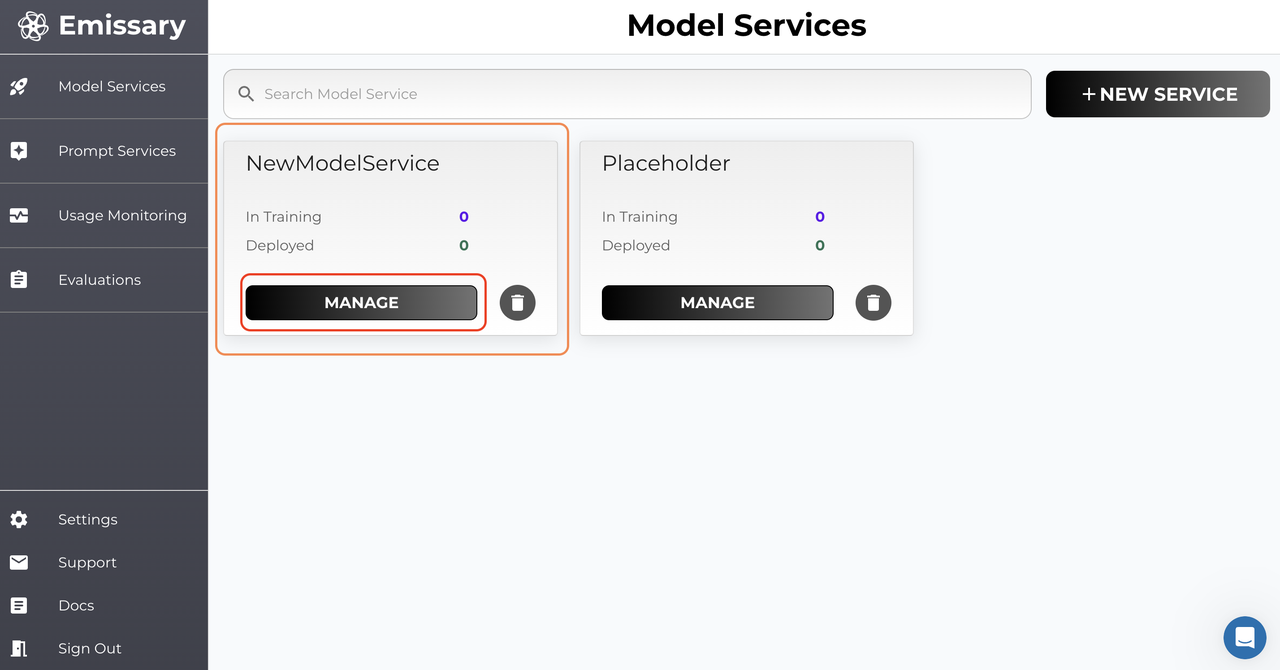 Emissary
Model Services
Prompt Services
Usage Monitoring
Evaluations
Settings
Support
Docs
Sign Out
Model Services
Search Model Service
+ NEW SERVICE
NewModelService
In Training 0
Deployed 0
MANAGE
Placeholder
In Training 0
Deployed 0
MANAGE